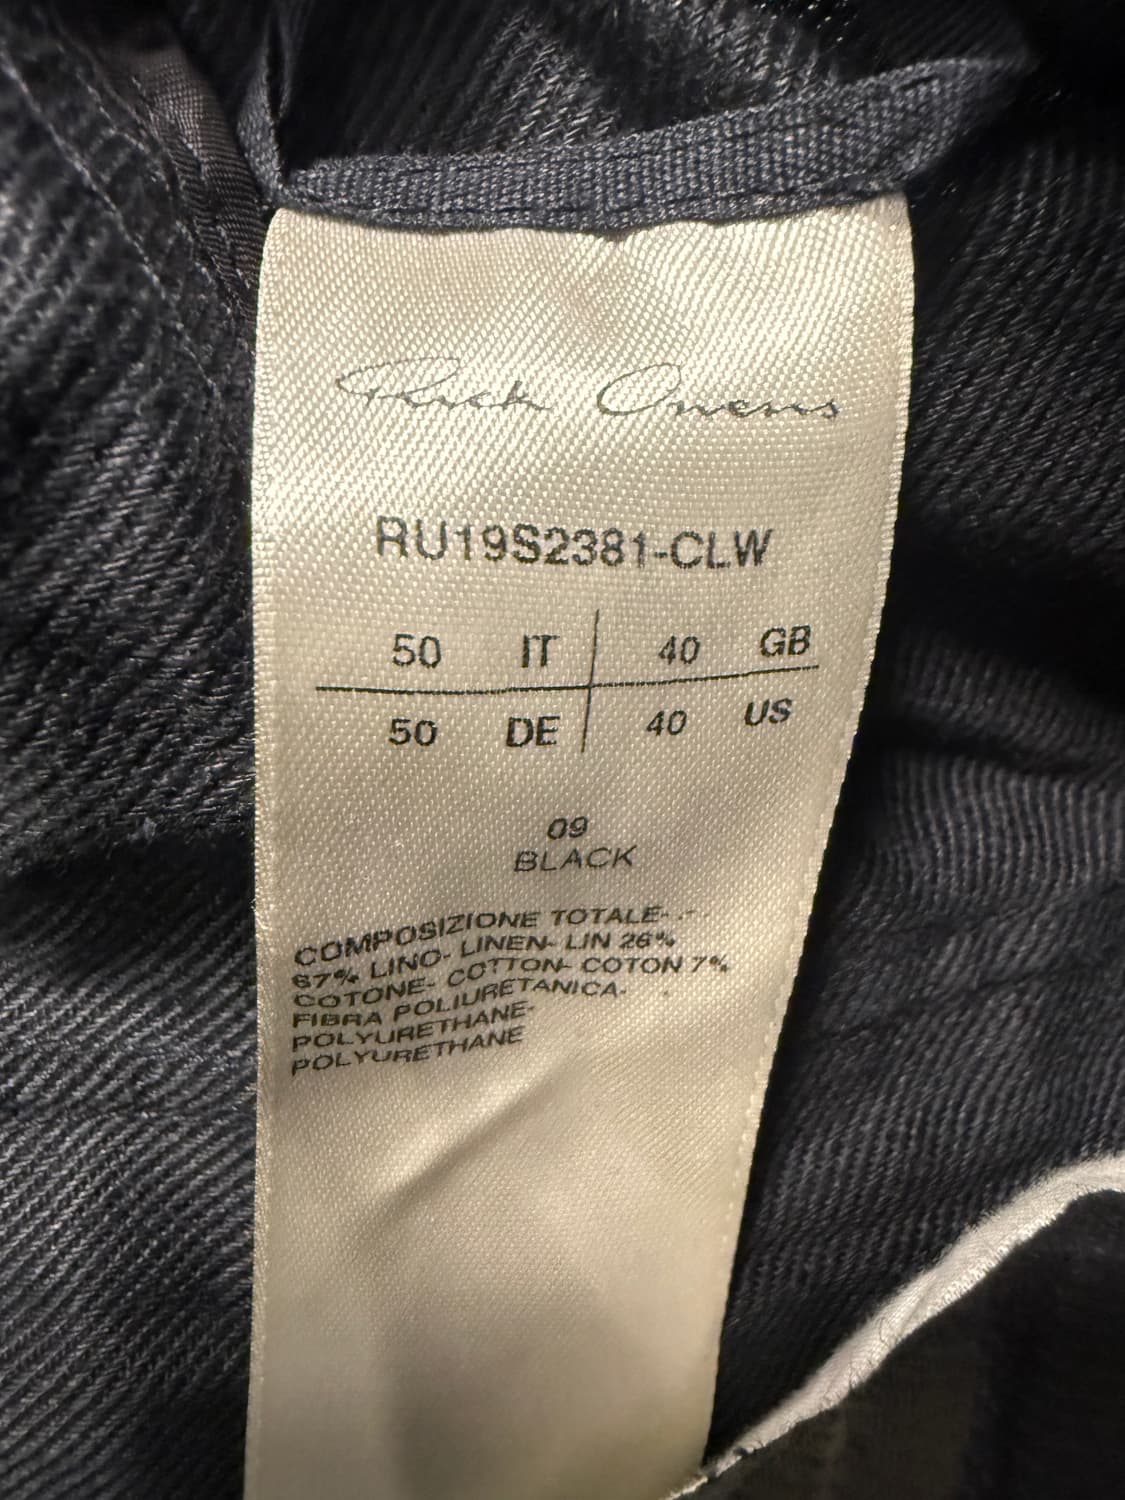 Rick Owens
RU19S2381-CLW
50 IT 40 GB
50 DE 40 US
09
BLACK
COMPOSIZIONE TOTALE-
67% LINO- LINEN- LIN 26%
COTONE- COTTON- COTON 7%
FIBRA POLIURETANICA-
POLYURETHANE-
POLYURETHANE